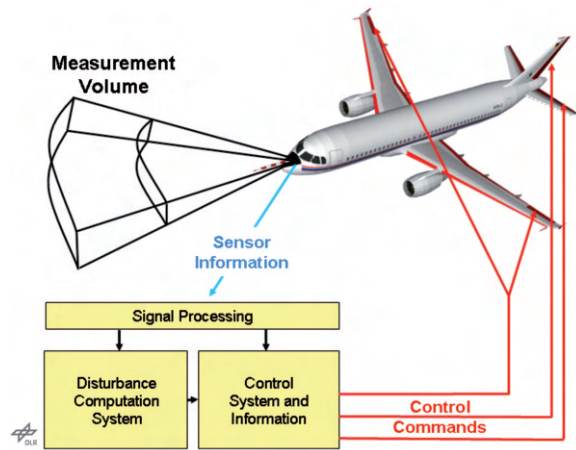 Measurement
Volume
Sensor
Information
Signal Processing
Disturbance
Computation
System
Control
System and
Information
Control
Commands
DLR